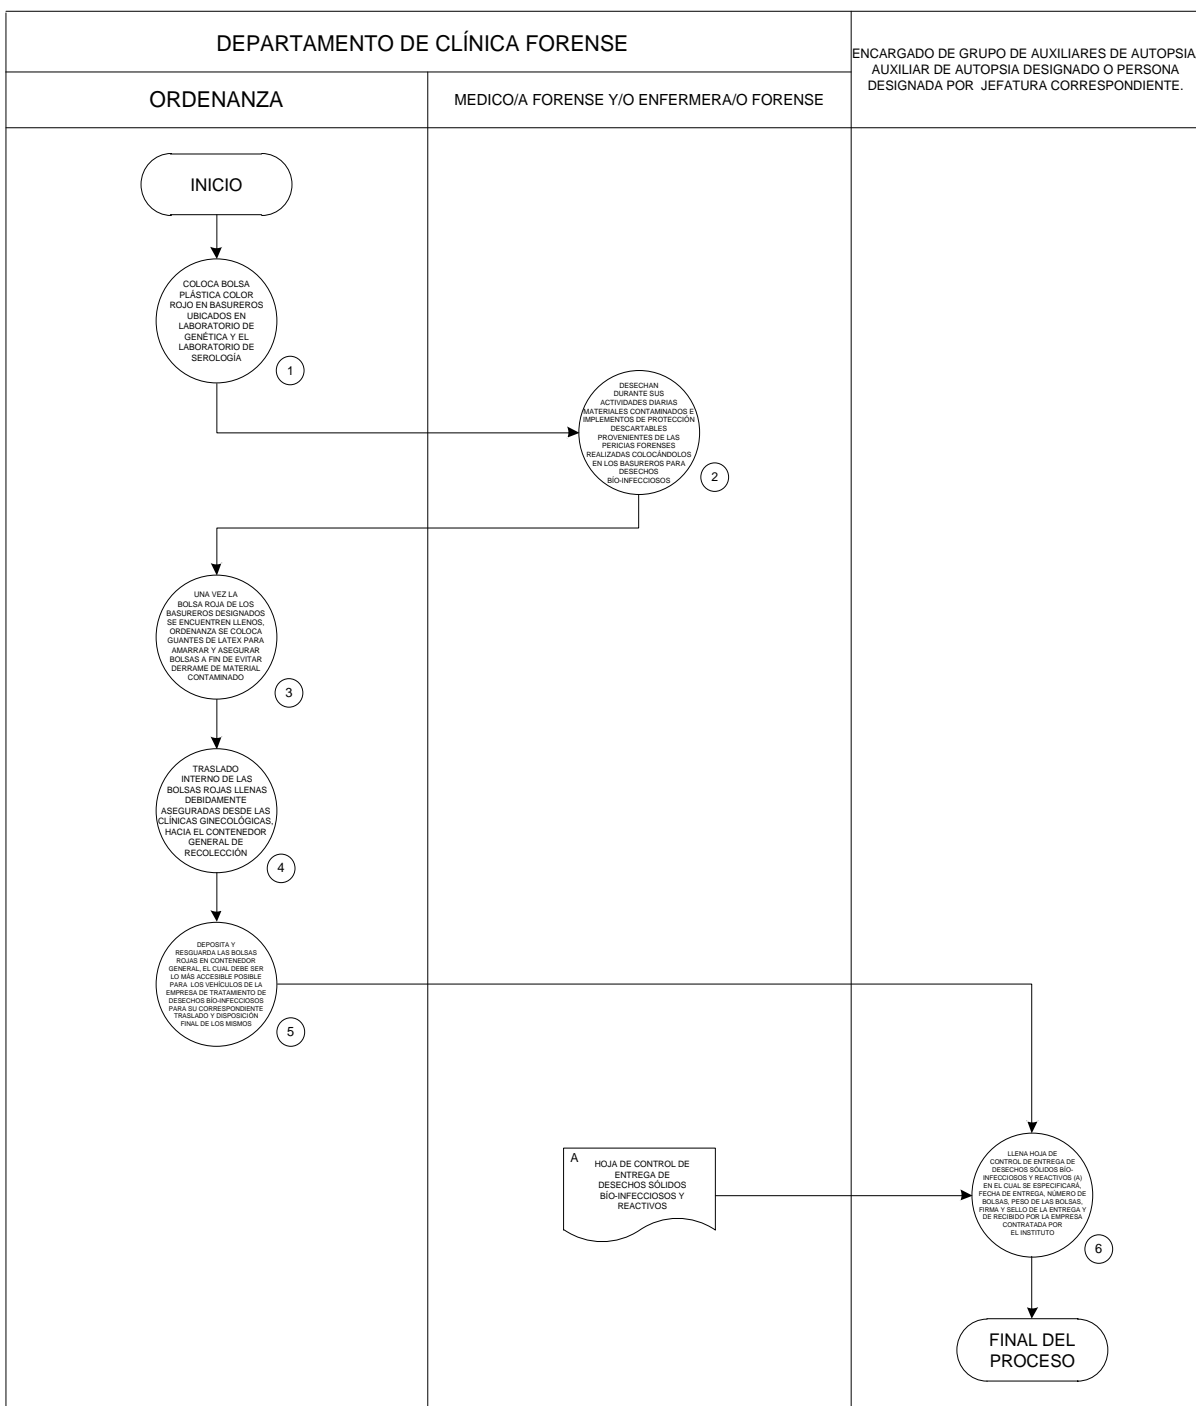 DEPARTAMENTO DE CLÍNICA FORENSE
ENCARGADO DE GRUPO DE AUXILIARES DE AUTOPSIA
AUXILIAR DE AUTOPSIA DESIGNADO O PERSONA
DESIGNADA POR JEFATURA CORRESPONDIENTE.
ORDENANZA
MEDICO/A FORENSE Y/O ENFERMERA/O FORENSE
INICIO
COLOCA BOLSA
PLÁSTICA COLOR
ROJO EN BASUREROS
UBICADOS EN
LABORATORIO DE
GENÉTICA Y EL
LABORATORIO DE
SEROLOGÍA
1
DESECHAN
DURANTE SUS
ACTIVIDADES DIARIAS
MATERIALES CONTAMINADOS E
IMPLEMENTOS DE PROTECCIÓN
DESCARTABLES
PROVENIENTES DE LAS
PERICIAS FORENSES
REALIZADAS COLOCÁNDOLOS
EN LOS BASUREROS PARA
DESECHOS
BÍO-INFECCIOSOS
2
UNA VEZ LA
BOLSA ROJA DE LOS
BASUREROS DESIGNADOS
SE ENCUENTREN LLENOS,
ORDENANZA SE COLOCA
GUANTES DE LATEX PARA
AMARRAR Y ASEGURAR
BOLSAS A FIN DE EVITAR
DERRAME DE MATERIAL
CONTAMINADO
3
TRASLADO
INTERNO DE LAS
BOLSAS ROJAS LLENAS
DEBIDAMENTE
ASEGURADAS DESDE LAS
CLÍNICAS GINECOLÓGICAS,
HACIA EL CONTENEDOR
GENERAL DE
RECOLECCIÓN
4
DEPOSITA Y
RESGUARDA LAS BOLSAS
ROJAS EN CONTENEDOR
GENERAL, EL CUAL DEBE SER
LO MÁS ACCESIBLE POSIBLE
PARA LOS VEHÍCULOS DE LA
EMPRESA DE TRATAMIENTO DE
DESECHOS BÍO-INFECCIOSOS
PARA SU CORRESPONDIENTE
TRASLADO Y DISPOSICIÓN
FINAL DE LOS MISMOS
5
A
HOJA DE CONTROL DE
ENTREGA DE
DESECHOS SÓLIDOS
BÍO-INFECCIOSOS Y
REACTIVOS
LLENA HOJA DE
CONTROL DE ENTREGA DE
DESECHOS SÓLIDOS BÍO-
INFECCIOSOS Y REACTIVOS (A)
EN EL CUAL SE ESPECIFICARÁ,
FECHA DE ENTREGA, NÚMERO DE
BOLSAS, PESO DE LAS BOLSAS,
FIRMA Y SELLO DE LA ENTREGA Y
DE RECIBIDO POR LA EMPRESA
CONTRATADA POR
EL INSTITUTO
6
FINAL DEL
PROCESO